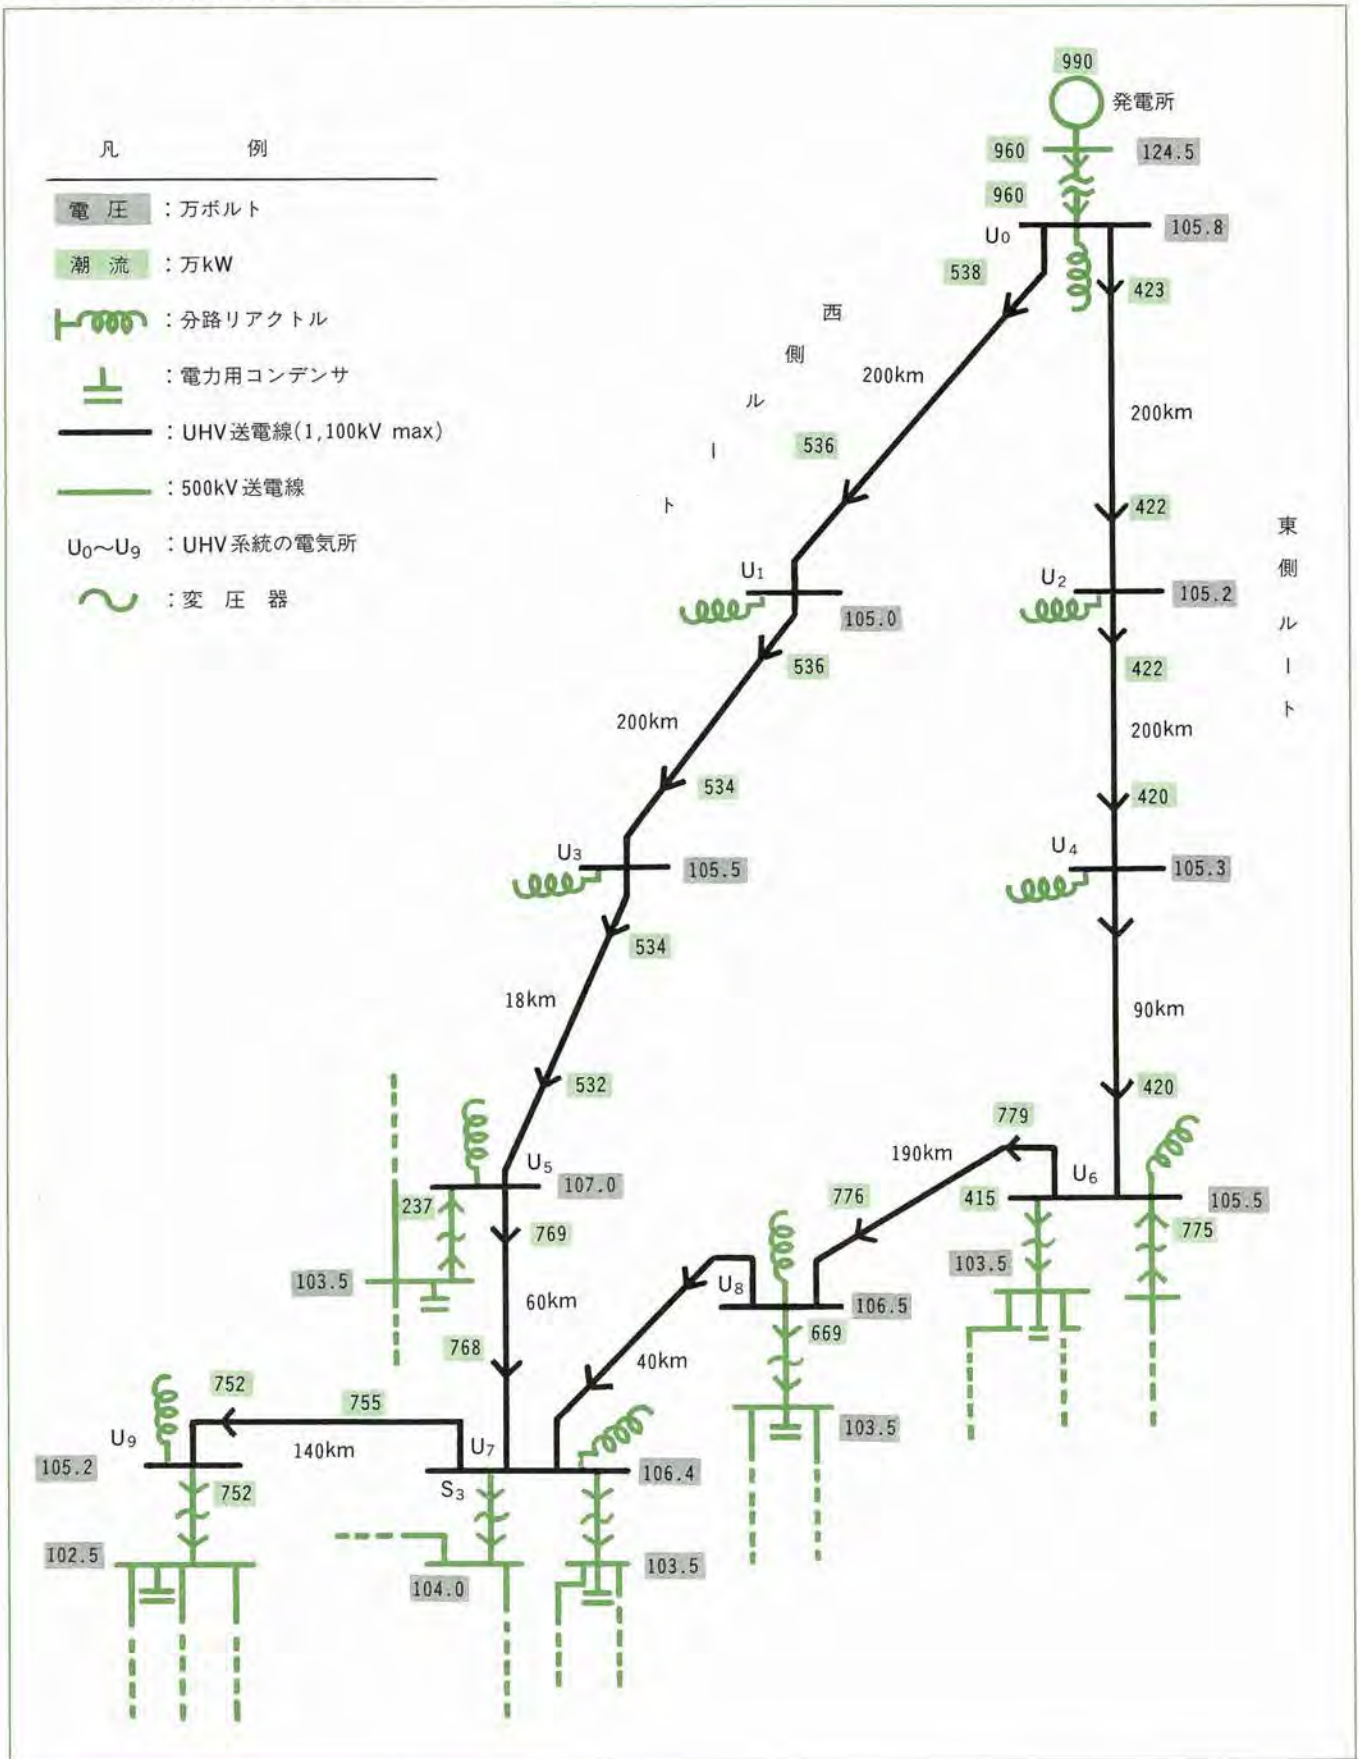 凡 例
電 圧 : 万ボルト
潮 流 : 万kW
: 分路リアクトル
: 電力用コンデンサ
: UHV送電線(1,100kV max)
: 500kV送電線
U0〜U9 : UHV系統の電気所
: 変 圧 器
990
発電所
960
124.5
960
U0
105.8
538
423
西側ルート
200km
200km
536
422
東側ルート
U1
105.0
U2
105.2
536
422
200km
200km
534
420
U3
105.5
U4
105.3
534
18km
90km
532
420
779
190km
U5
107.0
U6
105.5
237
776
415
775
769
103.5
103.5
60km
U8
106.5
768
669
40km
103.5
752
755
U9
140km
U7
105.2
S3
106.4
752
102.5
104.0
103.5